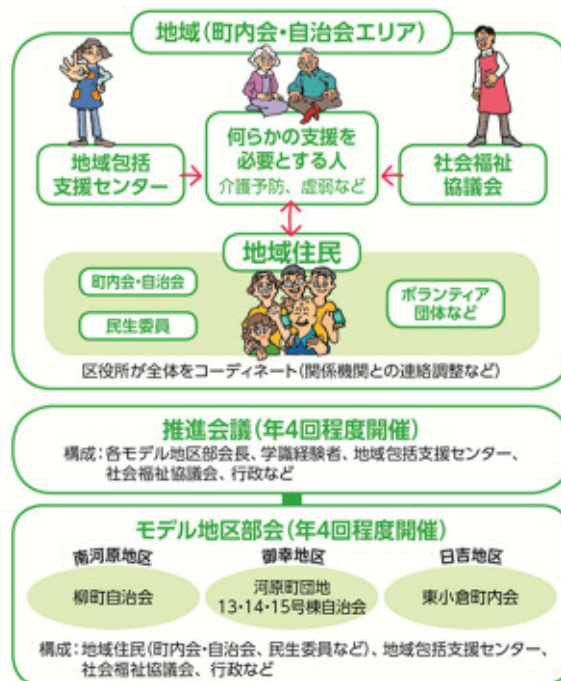 地域(町内会・自治会エリア)
何らかの支援を
必要とする人
介護予防、虚弱など
地域包括
支援センター
社会福祉
協議会
地域住民
町内会・自治会
民生委員
ボランティア
団体など
区役所が全体をコーディネート(関係機関との連絡調整など)
推進会議(年4回程度開催)
構成:各モデル地区部会長、学識経験者、地域包括支援センター、
社会福祉協議会、行政など
モデル地区部会(年4回程度開催)
南河原地区
柳町自治会
御幸地区
河原町団地
13・14・15号棟自治会
日吉地区
東小倉町内会
構成:地域住民(町内会・自治会、民生委員など)、地域包括支援センター、
社会福祉協議会、行政など